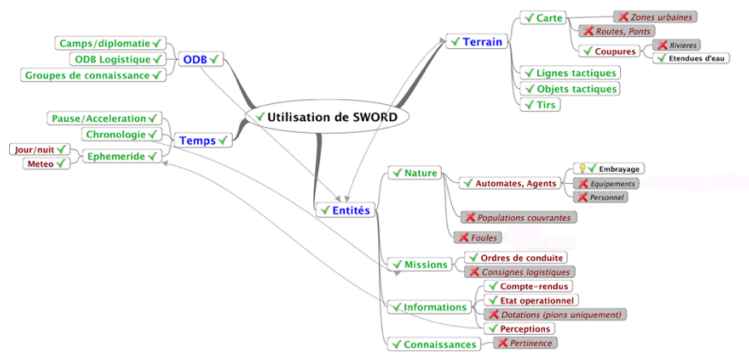 Utilisation de SWORD
ODB
Camps/diplomatie
ODB Logistique
Groupes de connaissance
Temps
Pause/Acceleration
Chronologie
Ephemeride
Jour/nuit
Meteo
Terrain
Carte
Zones urbaines
Routes, Ponts
Coupures
Rivieres
Etendues d'eau
Lignes tactiques
Objets tactiques
Tirs
Entités
Nature
Automates, Agents
Embrayage
Equipements
Personnel
Populations couvrantes
Foules
Missions
Ordres de conduite
Consignes logistiques
Informations
Compte-rendus
Etat operationnel
Dotations (pions uniquement)
Perceptions
Connaissances
Pertinence